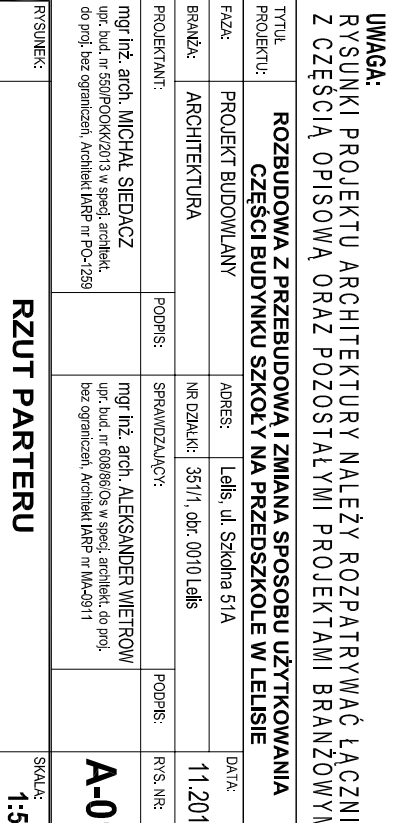 UWAGA:
RYSUNKI PROJEKTU ARCHITEKTURY NALEŻY ROZPATRYWAĆ ŁĄCZNI
Z CZĘŚCIĄ OPISOWĄ ORAZ POZOSTAŁYMI PROJEKTAMI BRANŻOWYM
TYTUŁ PROJEKTU:
ROZBUDOWA Z PRZEBUDOWĄ I ZMIANA SPOSOBU UŻYTKOWANIA
CZĘŚCI BUDYNKU SZKOŁY NA PRZEDSZKOLE W LELISIE
FAZA: PROJEKT BUDOWLANY ADRES: Lelis, ul. Szkolna 51A DATA:
BRANŻA: ARCHITEKTURA NR DZIAŁKI: 351/1, obr. 0010 Lelis 11.201
PROJEKTANT: PODPIS: SPRAWDZAJĄCY: PODPIS: RYS. NR:
mgr inż. arch. MICHAŁ SIEDACZ
upr. bud. nr 550/POOKK/2013 w specj. architekt.
do proj. bez ograniczeń, Architekt IARP nr PO-1259
mgr inż. arch. ALEKSANDER WIETROW
upr. bud. nr 608/86/Os w specj. architekt. do proj.
bez ograniczeń, Architekt IARP nr MA-0911
A-0
RYSUNEK: RZUT PARTERU SKALA:
1:5